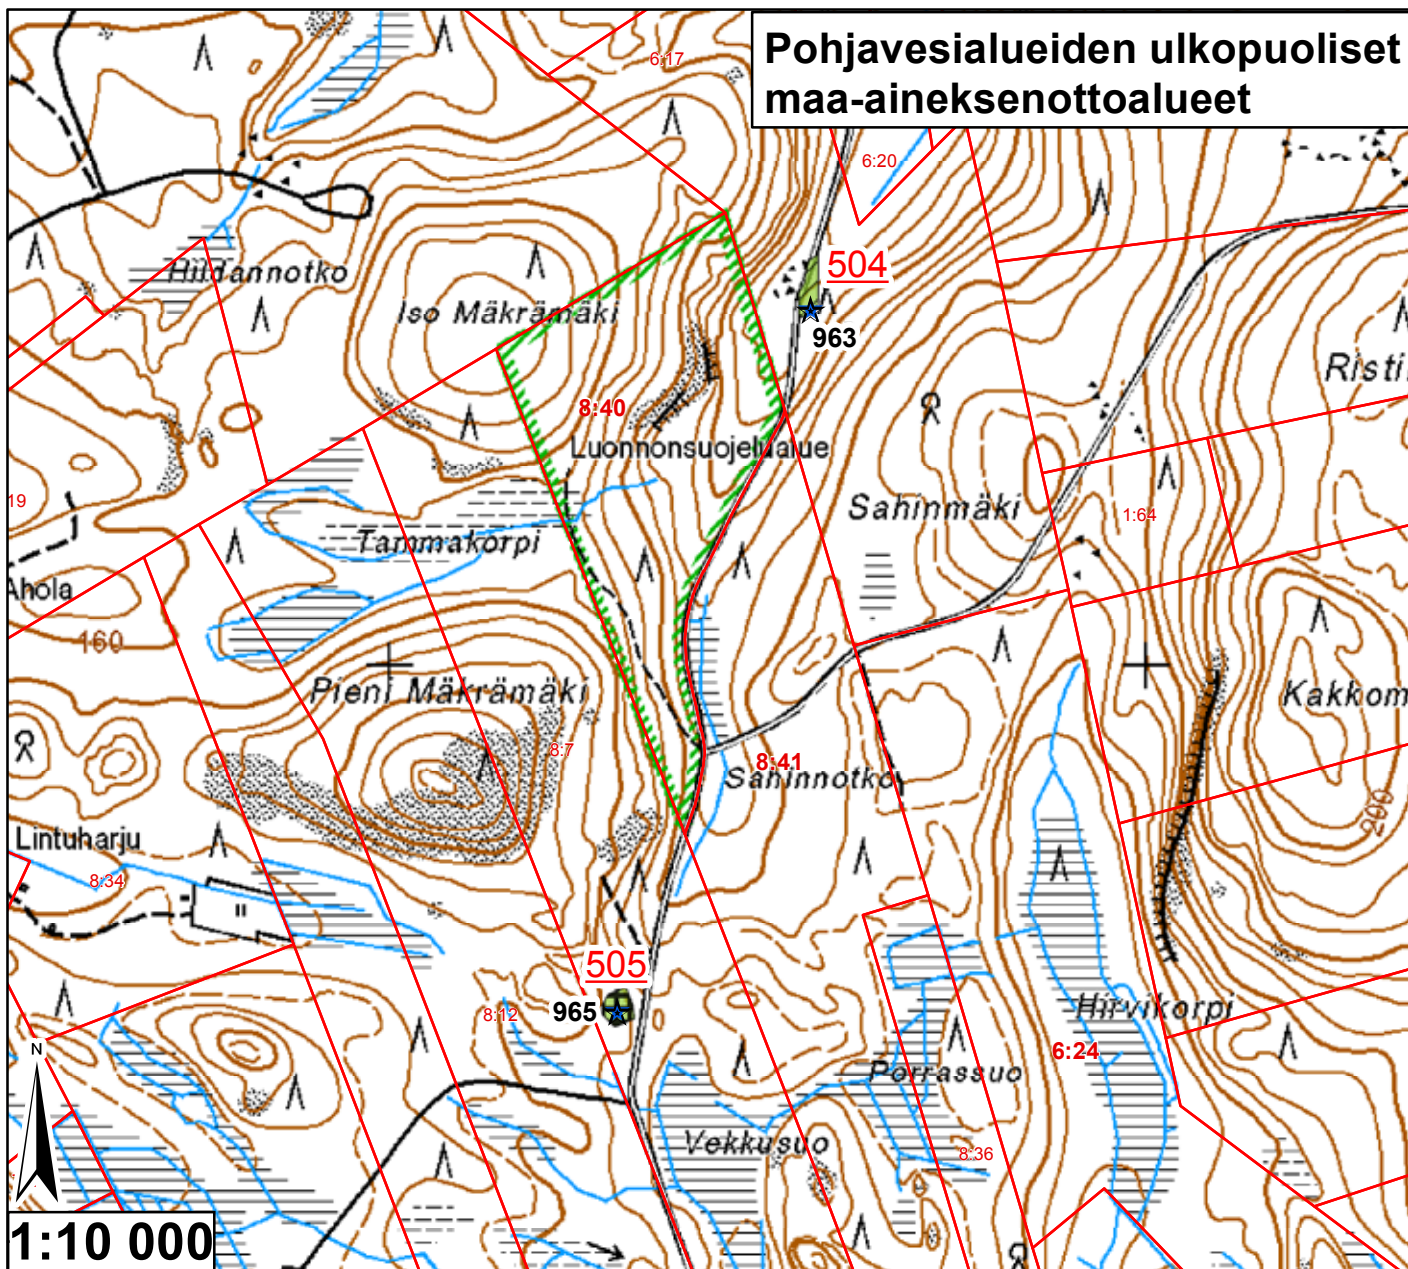 Pohjavesialueiden ulkopuoliset
maa-aineksenottoalueet
6:17
6:20
504
Hiidannotko
Iso Mäkrämäki
963
8:40
Luonnonsuojelualue
19
Sahinmäki
1:64
Tammakorpi
Ahola
160
Pieni Mäkrämäki
8:7
8:41
Sahinnotko
200
Lintuharju
8:34
505
965
8:12
Hirvikorpi
6:24
N
Porrassuo
Vekkusuo
8:36
1:10 000